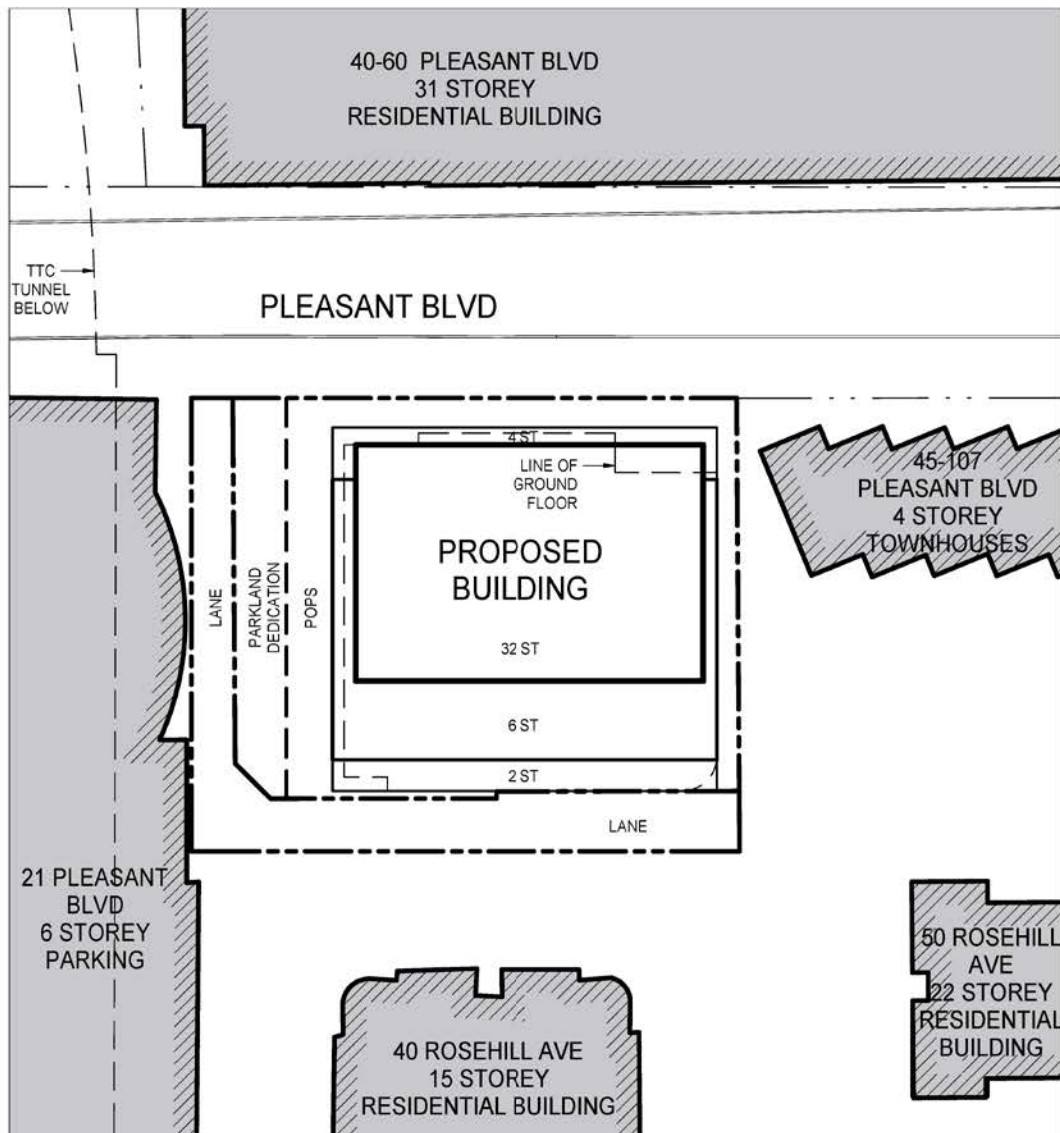 40-60 PLEASANT BLVD
31 STOREY
RESIDENTIAL BUILDING
TTC
TUNNEL
BELOW
PLEASANT BLVD
4 ST
LINE OF
GROUND
FLOOR
45-107
PLEASANT BLVD
4 STOREY
TOWNHOUSES
PROPOSED
BUILDING
LANE
PARKLAND
DEDICATION
POPS
32 ST
6 ST
2 ST
LANE
21 PLEASANT
BLVD
6 STOREY
PARKING
50 ROSEHILL
AVE
22 STOREY
RESIDENTIAL
BUILDING
40 ROSEHILL AVE
15 STOREY
RESIDENTIAL BUILDING